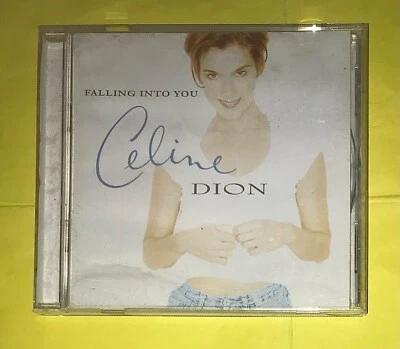 FALLING INTO YOU
Celine
DION